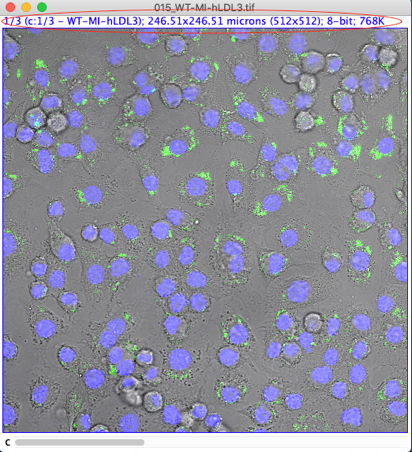 015_WT-MI-hLDL3.tif
1/3 (c:1/3 - WT-MI-hLDL3); 246.51x246.51 microns (512x512); 8-bit; 768K
c